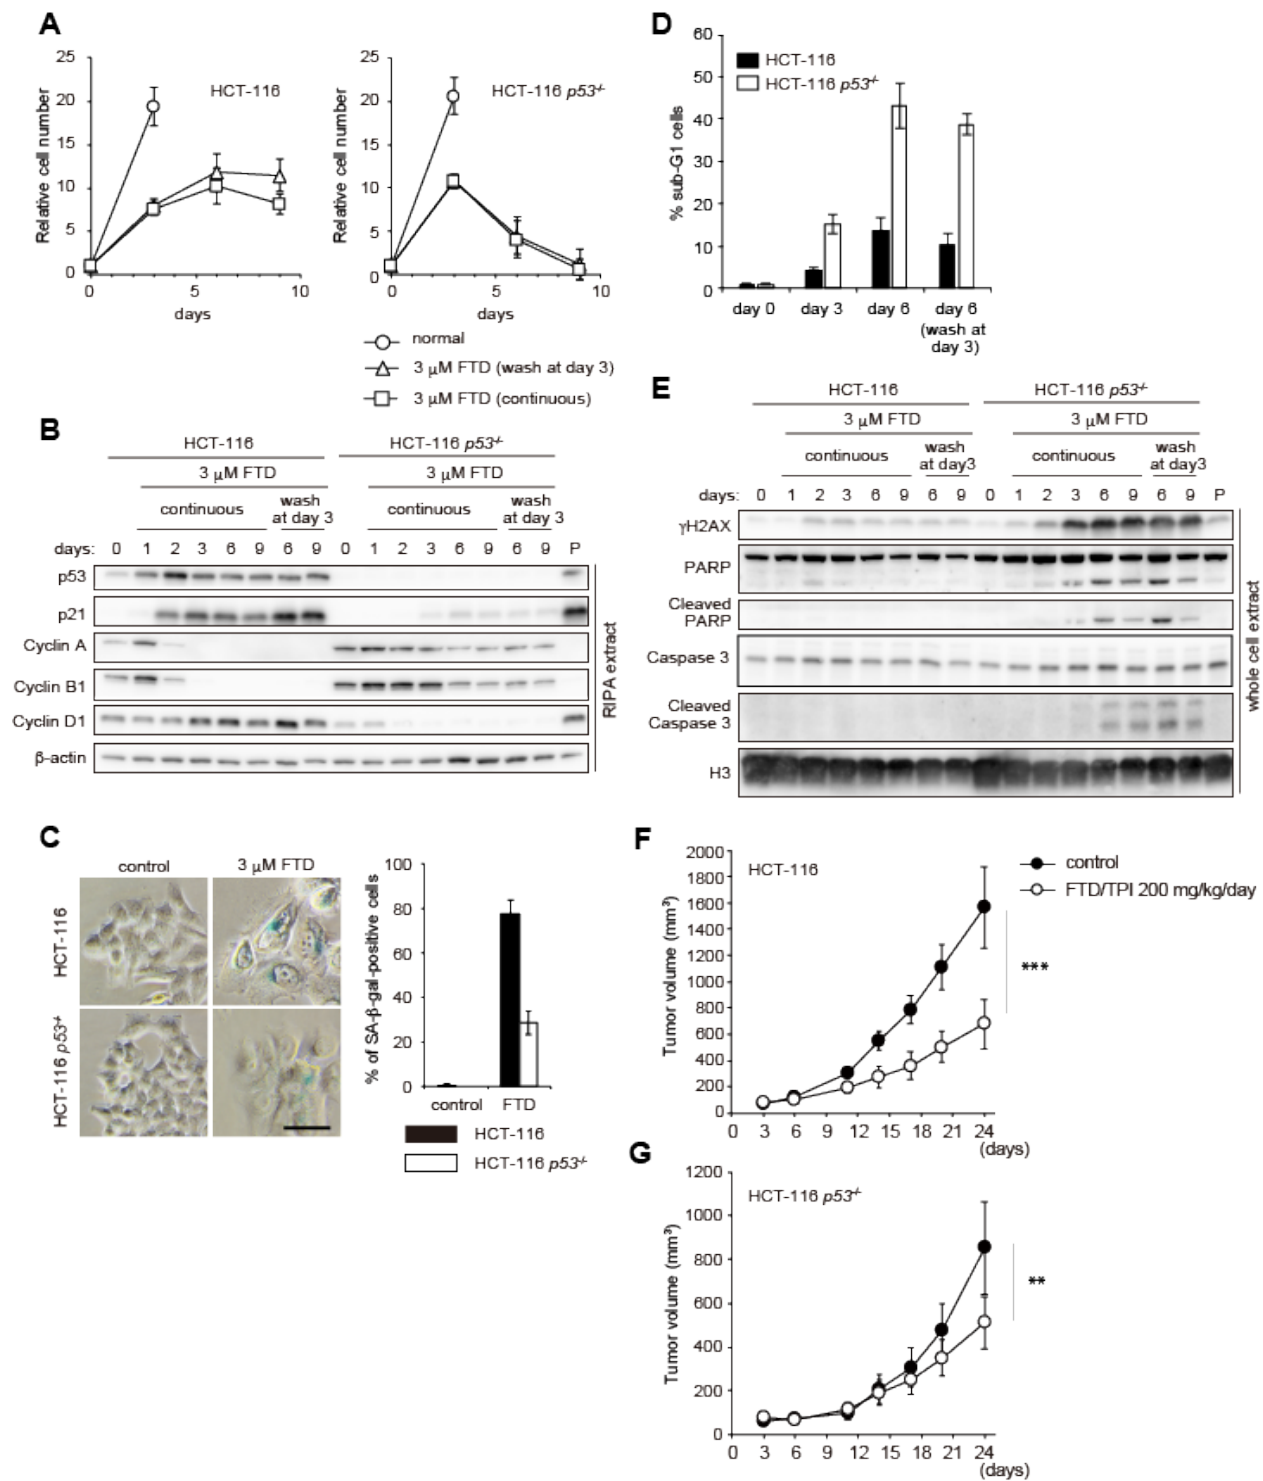 A
Relative cell number
25
20
15
10
5
0
HCT-116
0
5
10
days
Relative cell number
25
20
15
10
5
0
HCT-116 p53-/-
0
5
10
days
normal
3 μM FTD (wash at day 3)
3 μM FTD (continuous)
B
HCT-116
HCT-116 p53-/-
3 μM FTD
3 μM FTD
continuous
wash
at day 3
continuous
wash
at day 3
days: 0 1 2 3 6 9 6 9 0 1 2 3 6 9 6 9 P
p53
p21
Cyclin A
Cyclin B1
Cyclin D1
β-actin
RIPA extract
C
control
3 μM FTD
HCT-116
HCT-116 p53-/-
% of SA-β-gal-positive cells
100
80
60
40
20
0
control
FTD
HCT-116
HCT-116 p53-/-
D
% sub-G1 cells
60
50
40
30
20
10
0
HCT-116
HCT-116 p53-/-
day 0
day 3
day 6
day 6
(wash at
day 3)
E
HCT-116
HCT-116 p53-/-
3 μM FTD
3 μM FTD
continuous
wash
at day3
continuous
wash
at day3
days: 0 1 2 3 6 9 6 9 0 1 2 3 6 9 6 9 P
γH2AX
PARP
Cleaved
PARP
Caspase 3
Cleaved
Caspase 3
H3
whole cell extract
F
Tumor volume (mm³)
2000
1800
1600
1400
1200
1000
800
600
400
200
0
HCT-116
control
FTD/TPI 200 mg/kg/day
***
0 3 6 9 12 15 18 21 24
(days)
G
Tumor volume (mm³)
1200
1000
800
600
400
200
0
HCT-116 p53-/-
**
0 3 6 9 12 15 18 21 24
(days)